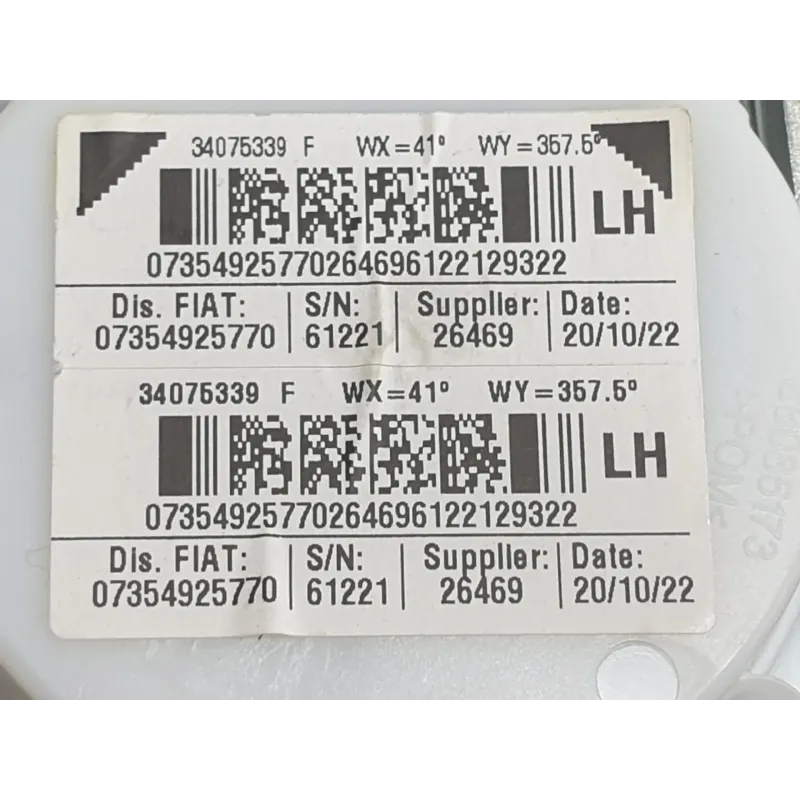 34075339 F WX=41° WY=357.5°
LH
07354925770264696122129322
Dis. FIAT: S/N: Supplier: Date:
07354925770 61221 26469 20/10/22
34075339 F WX=41° WY=357.5°
LH
07354925770264696122129322
Dis. FIAT: S/N: Supplier: Date:
07354925770 61221 26469 20/10/22
>POM<